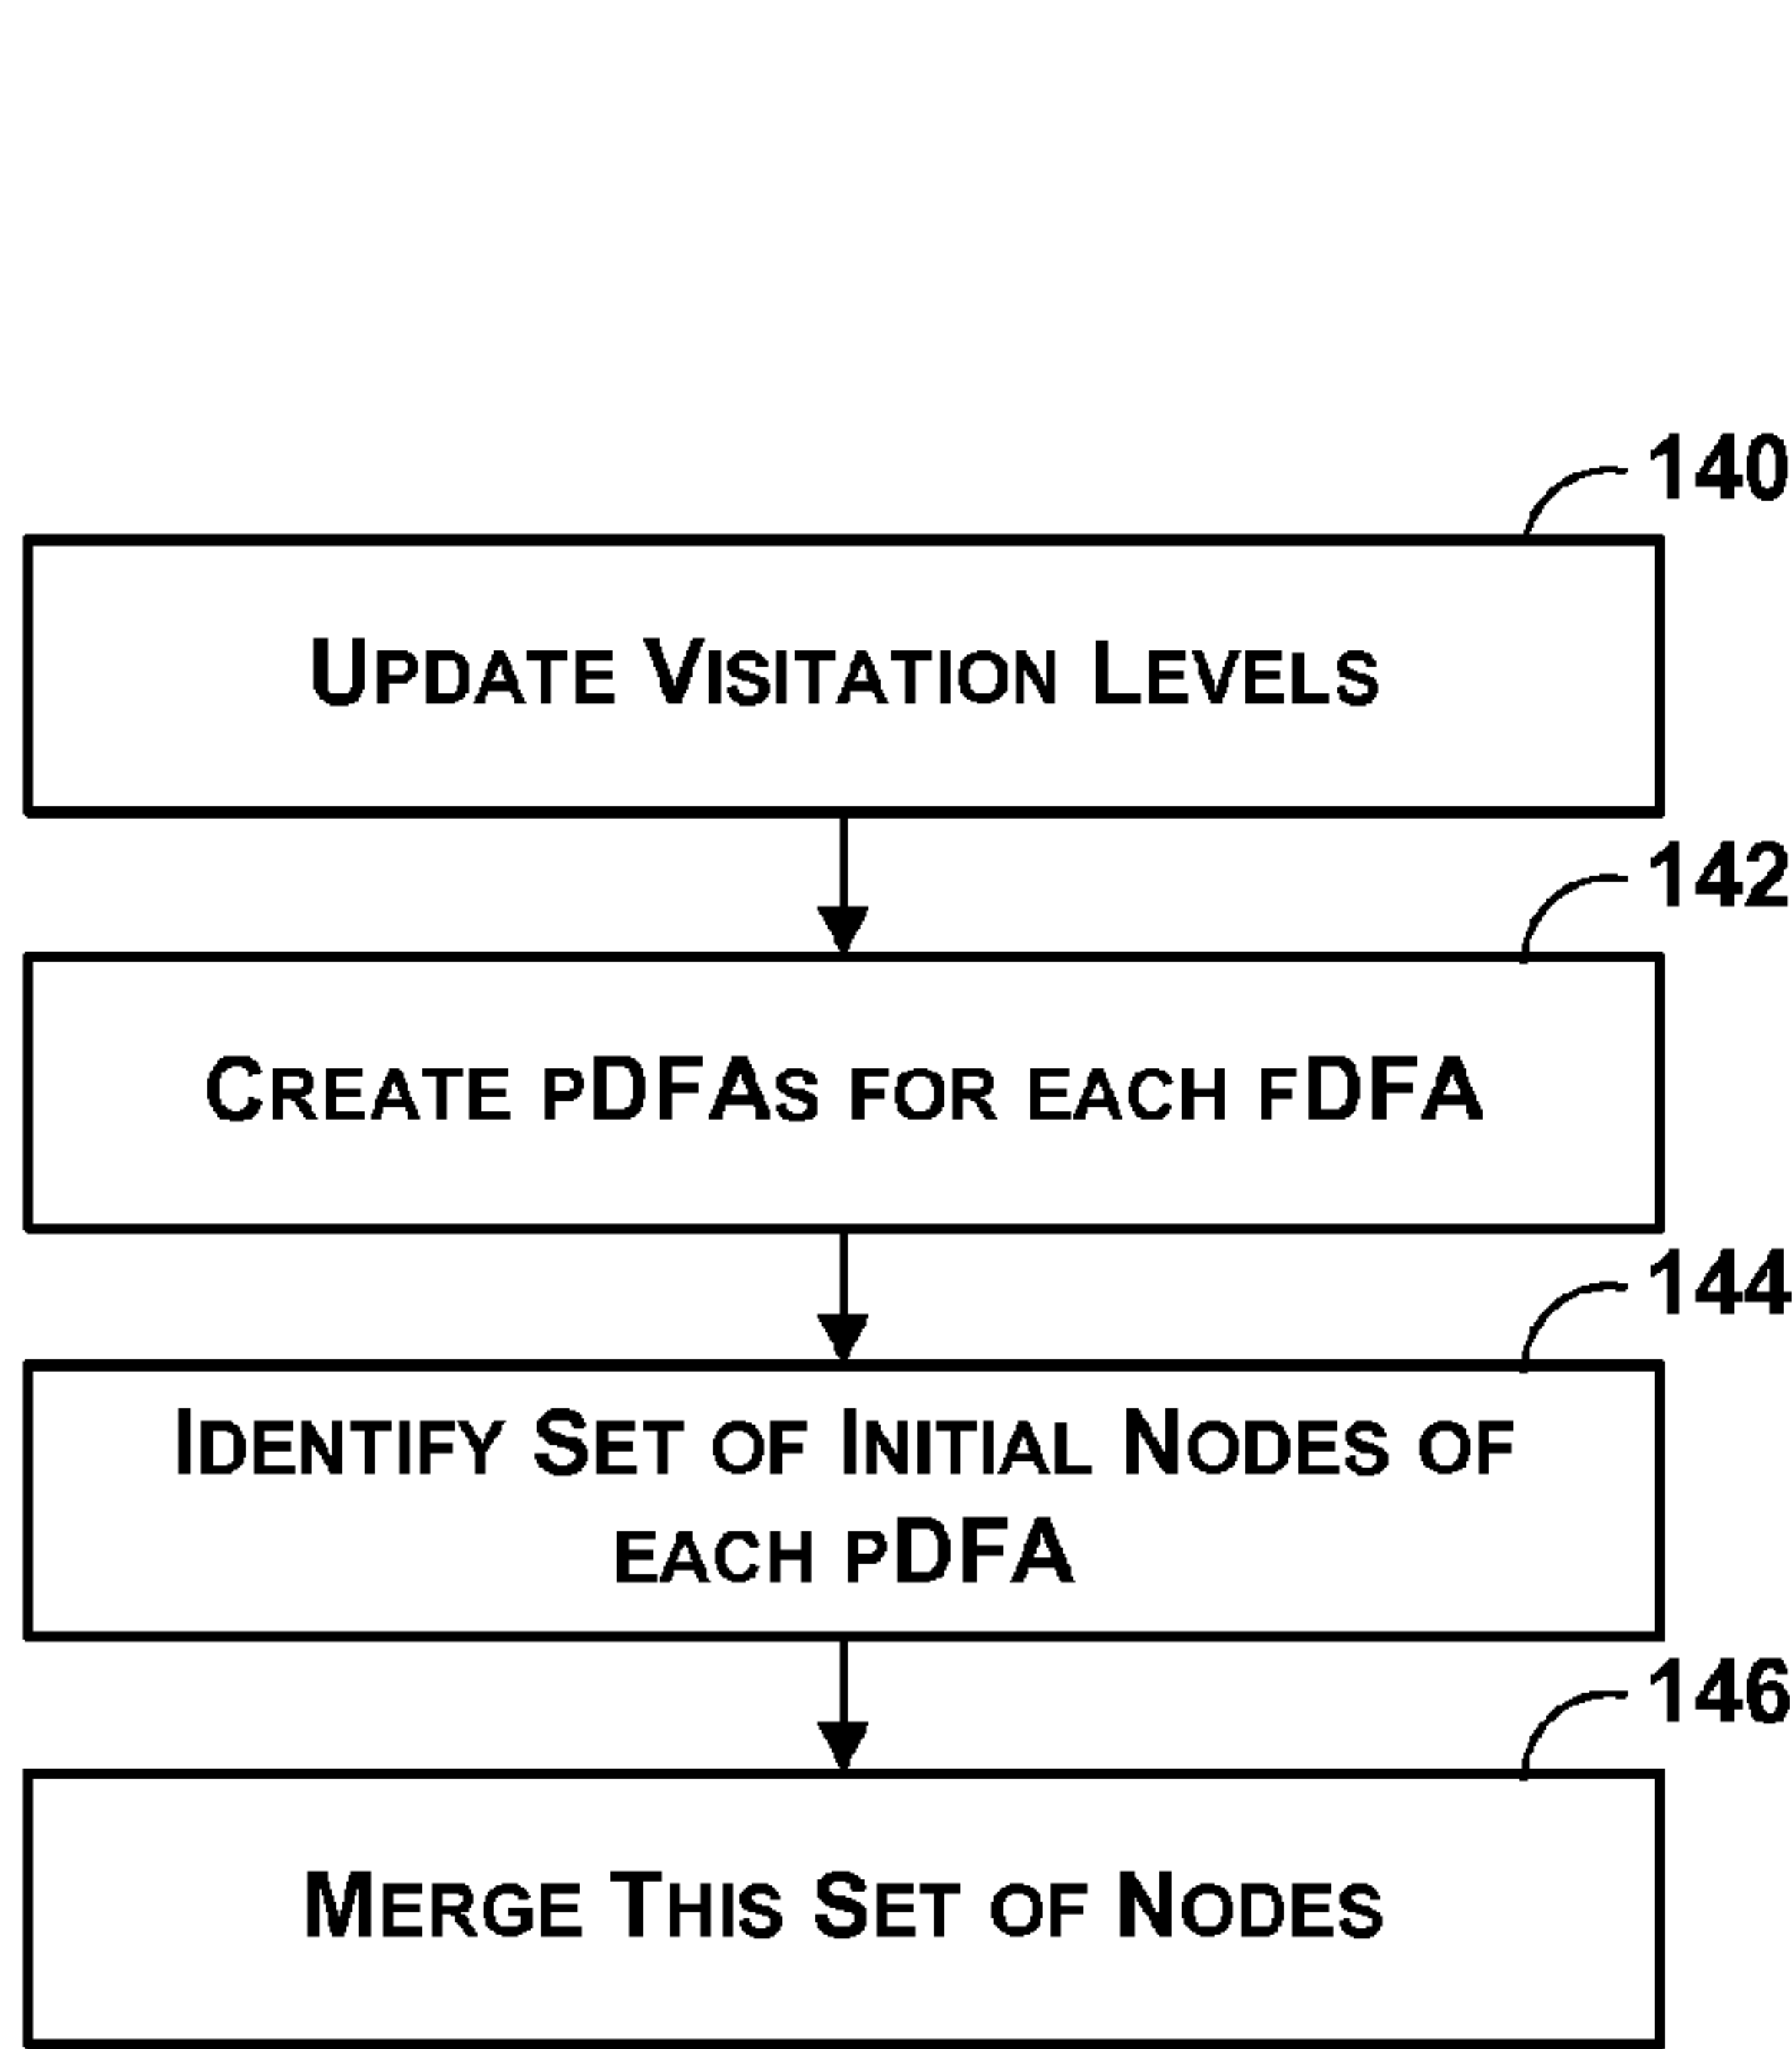 140
Update Visitation Levels
142
Create pDFAs for each fDFA
144
Identify Set of Initial Nodes of
each pDFA
146
Merge This Set of Nodes